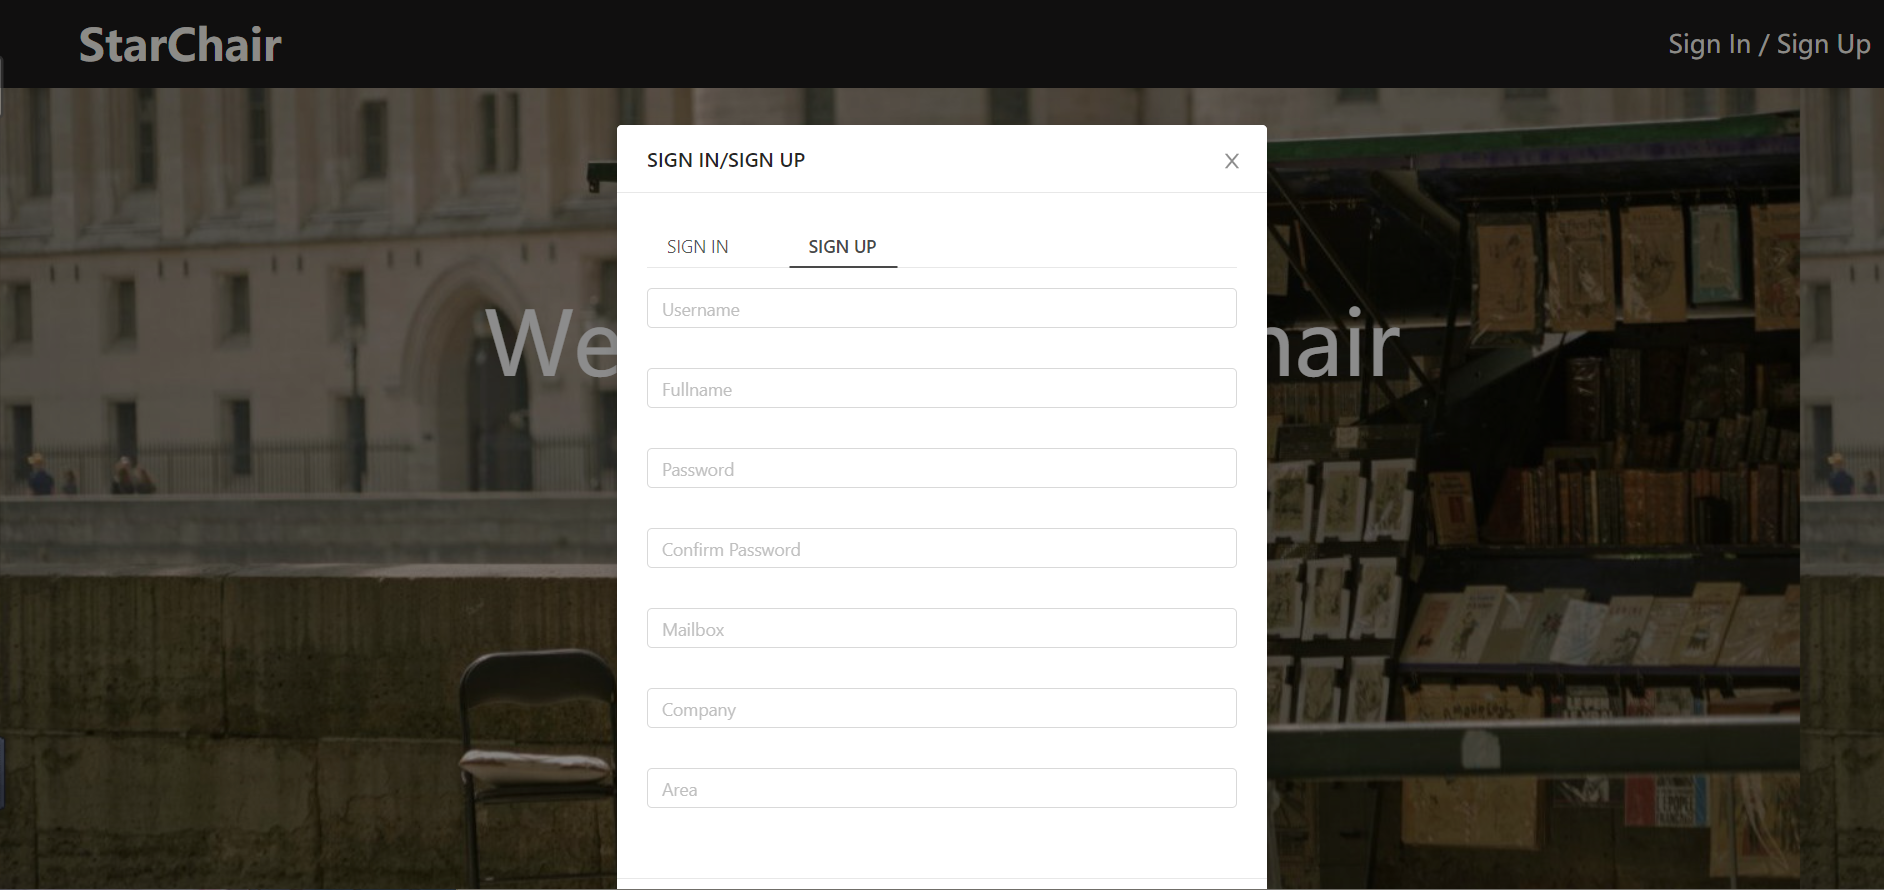 StarChair
Sign In / Sign Up
SIGN IN/SIGN UP
X
SIGN IN
SIGN UP
Username
We
hair
Fullname
Password
Confirm Password
Mailbox
Company
Area